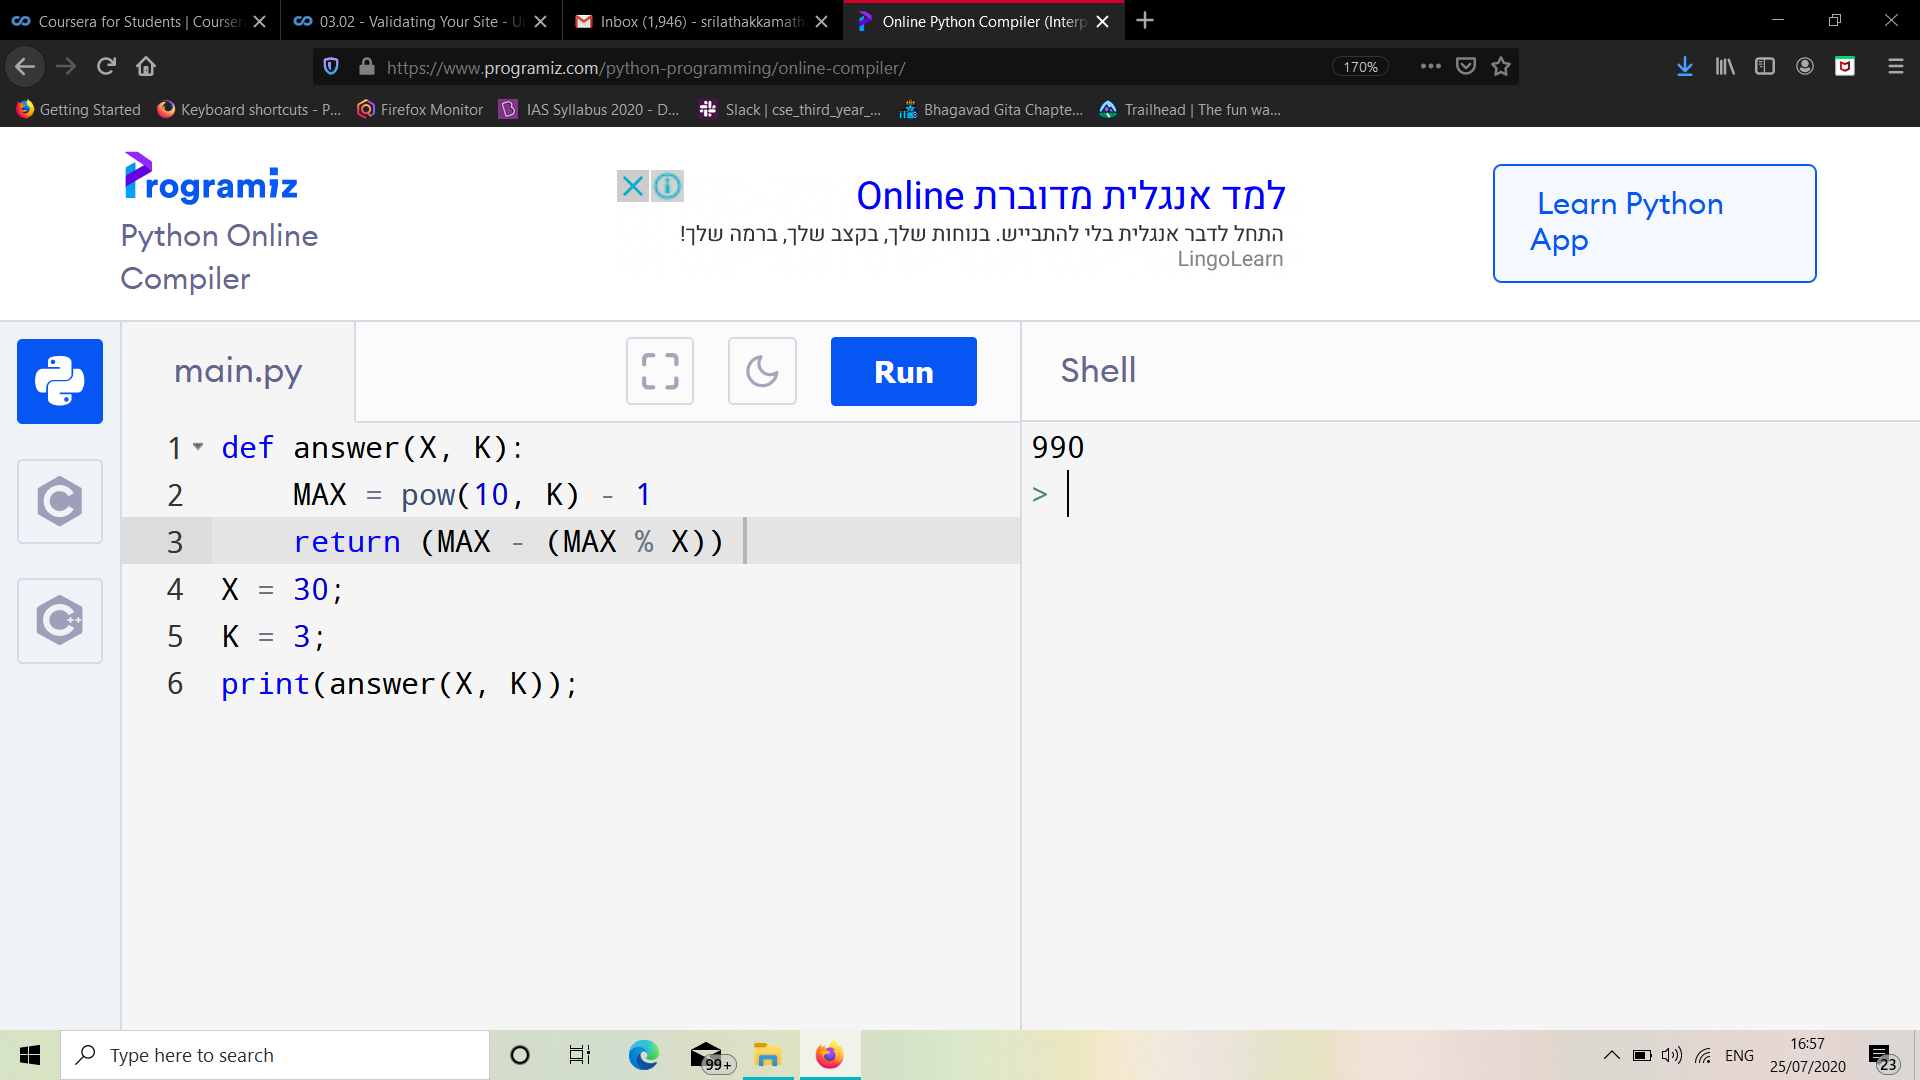 Coursera for Students | Courser
03.02 - Validating Your Site - Un
Inbox (1,946) - srilathakkamath
Online Python Compiler (Interp
https://www.programiz.com/python-programming/online-compiler/
170%
Getting Started
Keyboard shortcuts - P...
Firefox Monitor
IAS Syllabus 2020 - D...
Slack | cse_third_year_...
Bhagavad Gita Chapte...
Trailhead | The fun wa...
Programiz
Python Online
Compiler
למד אנגלית מדוברת Online
התחל לדבר אנגלית בלי להתבייש. בנוחות שלך, בקצב שלך, ברמה שלך!
LingoLearn
Learn Python
App
main.py
Run
Shell
1 def answer(X, K):
2 MAX = pow(10, K) - 1
3 return (MAX - (MAX % X))
4 X = 30;
5 K = 3;
6 print(answer(X, K));
990
>
C
C++
Type here to search
99+
ENG
16:57
25/07/2020
23